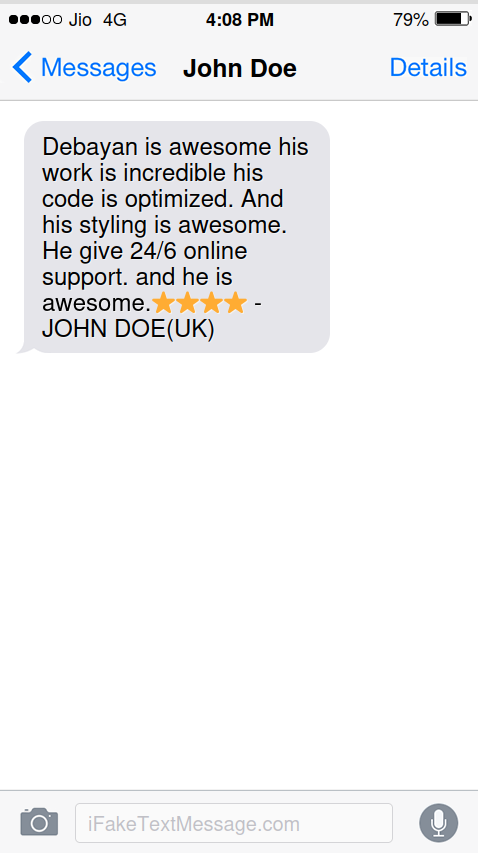 Jio 4G 4:08 PM 79%
Messages John Doe Details
Debayan is awesome his
work is incredible his
code is optimized. And
his styling is awesome.
He give 24/6 online
support. and he is
awesome.⭐⭐⭐⭐ -
JOHN DOE(UK)
iFakeTextMessage.com